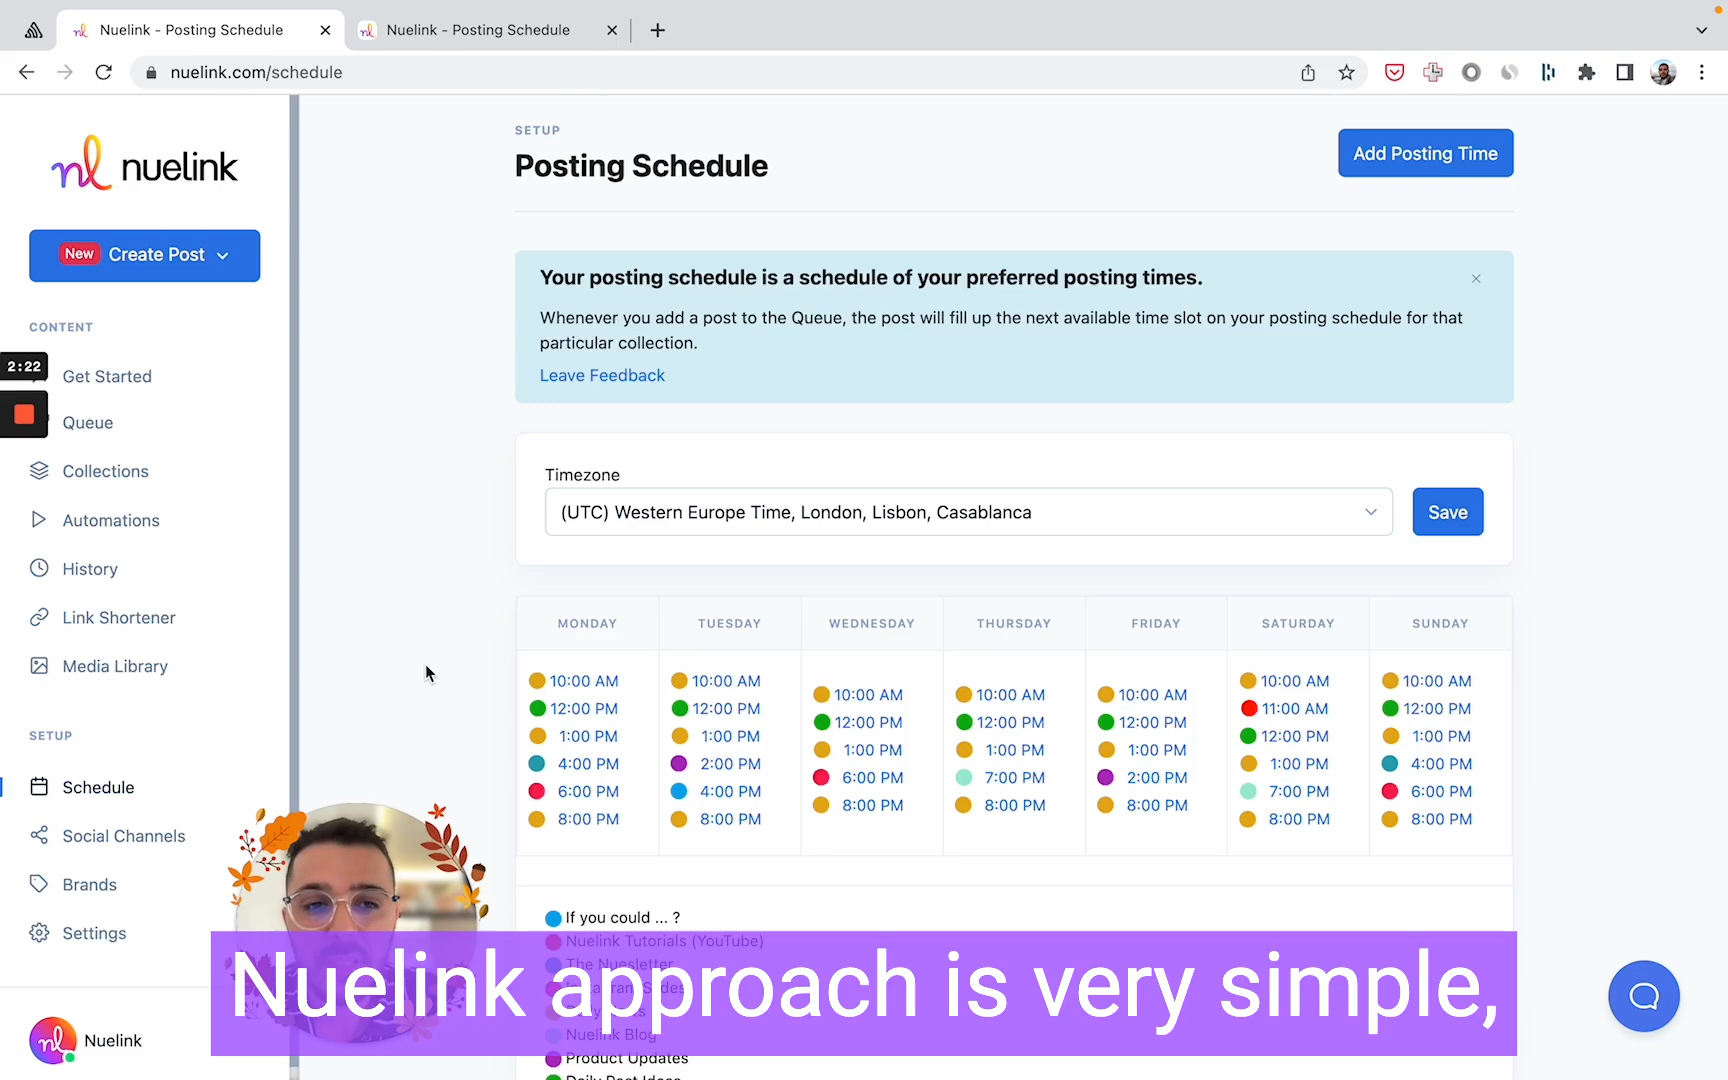 Nuelink - Posting Schedule
Nuelink - Posting Schedule
nuelink.com/schedule
nl nuelink
New Create Post
CONTENT
2:22
Get Started
Queue
Collections
Automations
History
Link Shortener
Media Library
SETUP
Schedule
Social Channels
Brands
Settings
nl Nuelink
SETUP
Posting Schedule
Add Posting Time
Your posting schedule is a schedule of your preferred posting times.
Whenever you add a post to the Queue, the post will fill up the next available time slot on your posting schedule for that
particular collection.
Leave Feedback
Timezone
(UTC) Western Europe Time, London, Lisbon, Casablanca
Save
MONDAY
10:00 AM
12:00 PM
1:00 PM
4:00 PM
6:00 PM
8:00 PM
TUESDAY
10:00 AM
12:00 PM
1:00 PM
2:00 PM
4:00 PM
8:00 PM
WEDNESDAY
10:00 AM
12:00 PM
1:00 PM
6:00 PM
8:00 PM
THURSDAY
10:00 AM
12:00 PM
1:00 PM
7:00 PM
8:00 PM
FRIDAY
10:00 AM
12:00 PM
1:00 PM
2:00 PM
8:00 PM
SATURDAY
10:00 AM
11:00 AM
12:00 PM
1:00 PM
7:00 PM
8:00 PM
SUNDAY
10:00 AM
12:00 PM
1:00 PM
4:00 PM
6:00 PM
8:00 PM
If you could ... ?
Nuelink Tutorials (YouTube)
The Nuesletter
Nuelink Blog
Product Updates
Daily Post Ideas
Nuelink approach is very simple,